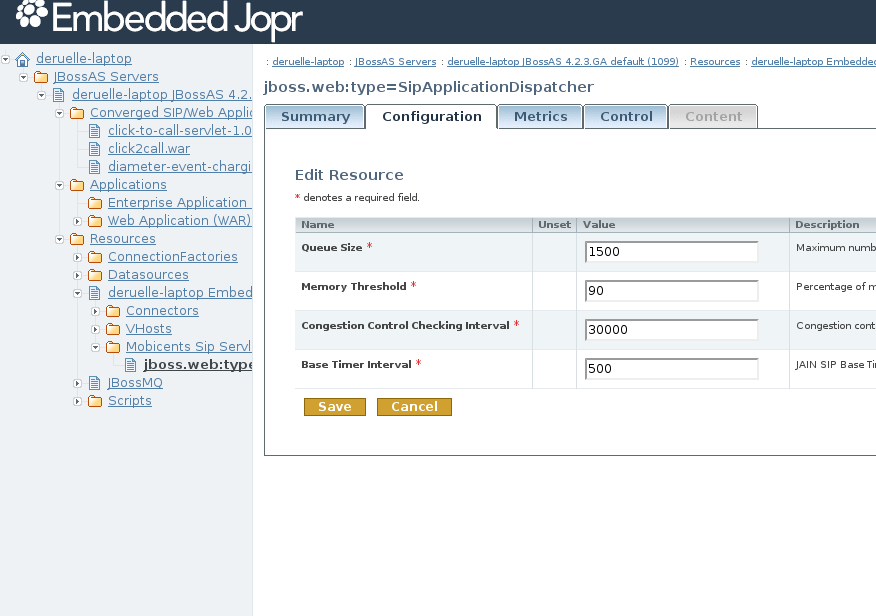 Embedded Jopr
deruelle-laptop
JBossAS Servers
deruelle-laptop JBossAS 4.2.
Converged SIP/Web Applic
click-to-call-servlet-1.0
click2call.war
diameter-event-chargi
Applications
Enterprise Application
Web Application (WAR)
Resources
ConnectionFactories
Datasources
deruelle-laptop Embed
Connectors
VHosts
Mobicents Sip Servl
jboss.web:type
JBossMQ
Scripts
: deruelle-laptop : JBossAS Servers : deruelle-laptop JBossAS 4.2.3.GA default (1099) : Resources : deruelle-laptop Embedded
jboss.web:type=SipApplicationDispatcher
Summary Configuration Metrics Control Content
Edit Resource
* denotes a required field.
Name Unset Value Description
Queue Size * 1500 Maximum numb
Memory Threshold * 90 Percentage of m
Congestion Control Checking Interval * 30000 Congestion cont
Base Timer Interval * 500 JAIN SIP Base Ti
Save Cancel